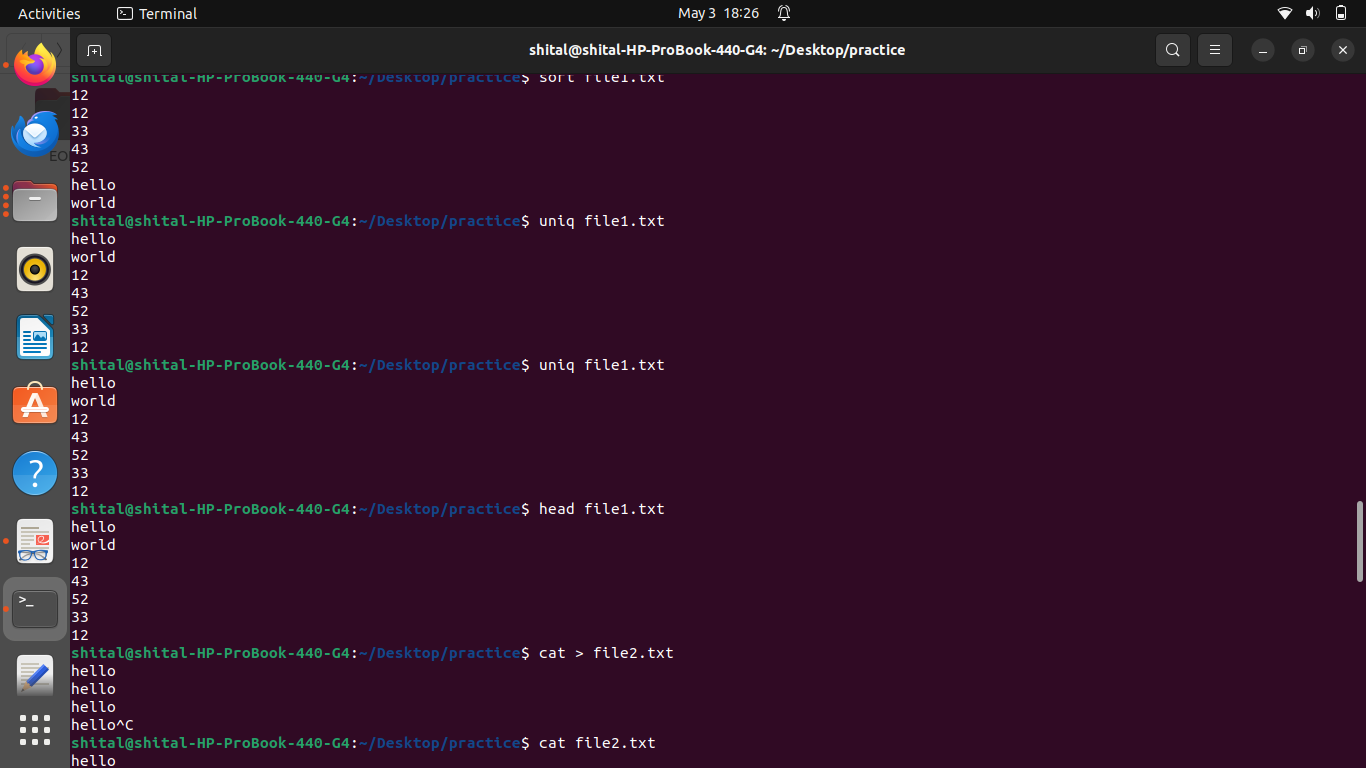 Activities
Terminal
May 3 18:26
shital@shital-HP-ProBook-440-G4: ~/Desktop/practice
shital@shital-HP-ProBook-440-G4:~/Desktop/practice$ sort file1.txt
12
12
33
43
52
hello
world
shital@shital-HP-ProBook-440-G4:~/Desktop/practice$ uniq file1.txt
hello
world
12
43
52
33
12
shital@shital-HP-ProBook-440-G4:~/Desktop/practice$ uniq file1.txt
hello
world
12
43
52
33
12
shital@shital-HP-ProBook-440-G4:~/Desktop/practice$ head file1.txt
hello
world
12
43
52
33
12
shital@shital-HP-ProBook-440-G4:~/Desktop/practice$ cat > file2.txt
hello
hello
hello
hello^C
shital@shital-HP-ProBook-440-G4:~/Desktop/practice$ cat file2.txt
hello
EO